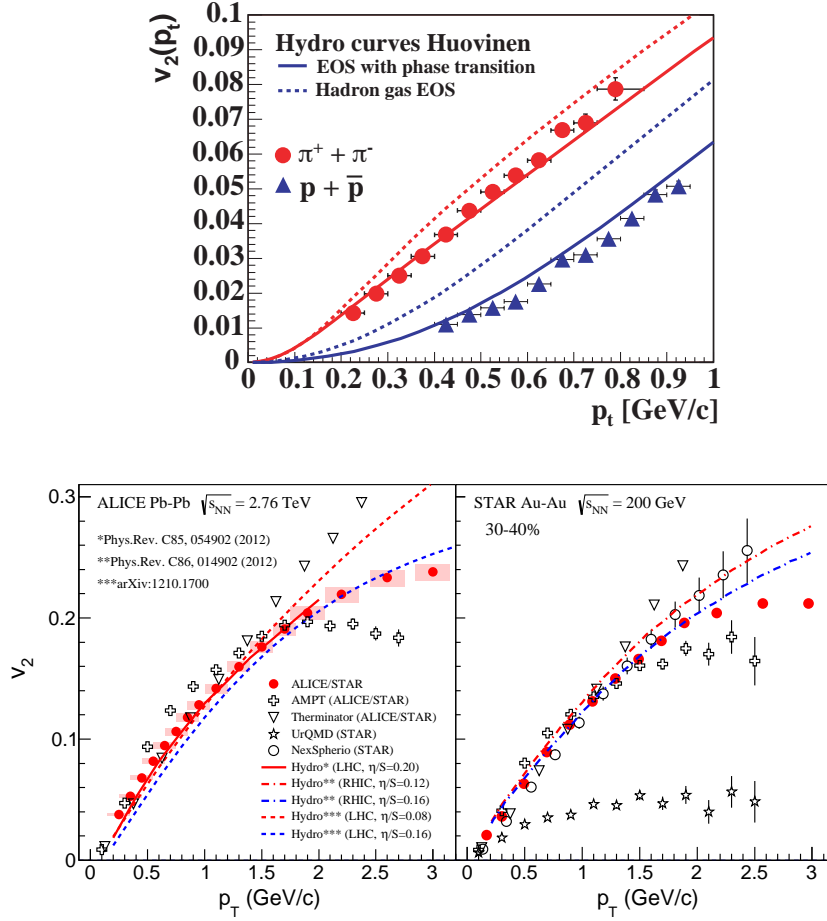 v₂(pₜ)
0.1
0.09
0.08
0.07
0.06
0.05
0.04
0.03
0.02
0.01
0
Hydro curves Huovinen
EOS with phase transition
Hadron gas EOS
π⁺ + π⁻
p + p̅
0 0.1 0.2 0.3 0.4 0.5 0.6 0.7 0.8 0.9 1
pₜ [GeV/c]
v₂
0.3
0.2
0.1
0
ALICE Pb-Pb √s_NN = 2.76 TeV
*Phys.Rev. C85, 054902 (2012)
**Phys.Rev. C86, 014902 (2012)
***arXiv:1210.1700
ALICE/STAR
AMPT (ALICE/STAR)
Therminator (ALICE/STAR)
UrQMD (STAR)
NexSpherio (STAR)
Hydro* (LHC, η/S=0.20)
Hydro** (RHIC, η/S=0.12)
Hydro** (RHIC, η/S=0.16)
Hydro*** (LHC, η/S=0.08)
Hydro*** (LHC, η/S=0.16)
0 0.5 1 1.5 2 2.5 3
p_T (GeV/c)
STAR Au-Au √s_NN = 200 GeV
30-40%
0 0.5 1 1.5 2 2.5 3
p_T (GeV/c)